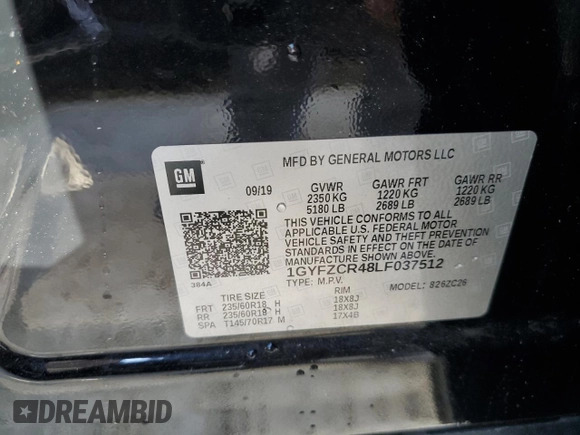 GM
MFD BY GENERAL MOTORS LLC
09/19
GVWR GAWR FRT GAWR RR
2350 KG 1220 KG 1220 KG
5180 LB 2689 LB 2689 LB
THIS VEHICLE CONFORMS TO ALL
APPLICABLE U.S. FEDERAL MOTOR
VEHICLE SAFETY AND THEFT PREVENTION
STANDARDS IN EFFECT ON THE DATE OF
MANUFACTURE SHOWN ABOVE.
1GYFZCR48LF037512
384A
TYPE: M.P.V. MODEL: 826ZC26
TIRE SIZE RIM
FRT 235/60R18 H 18X8J
RR 235/60R18 H 18X8J
SPA T145/70R17 M 17X4B
DREAMBID